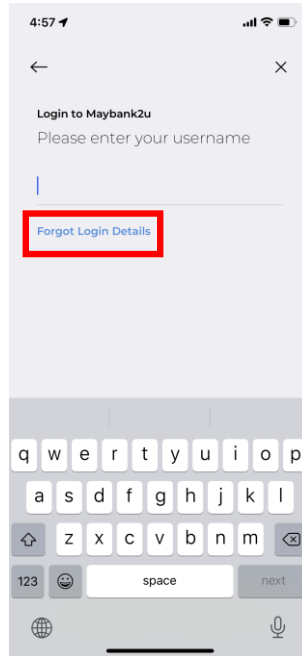 4:57
Login to Maybank2u
Please enter your username
Forgot Login Details
q w e r t y u i o p
a s d f g h j k l
z x c v b n m
123 space next